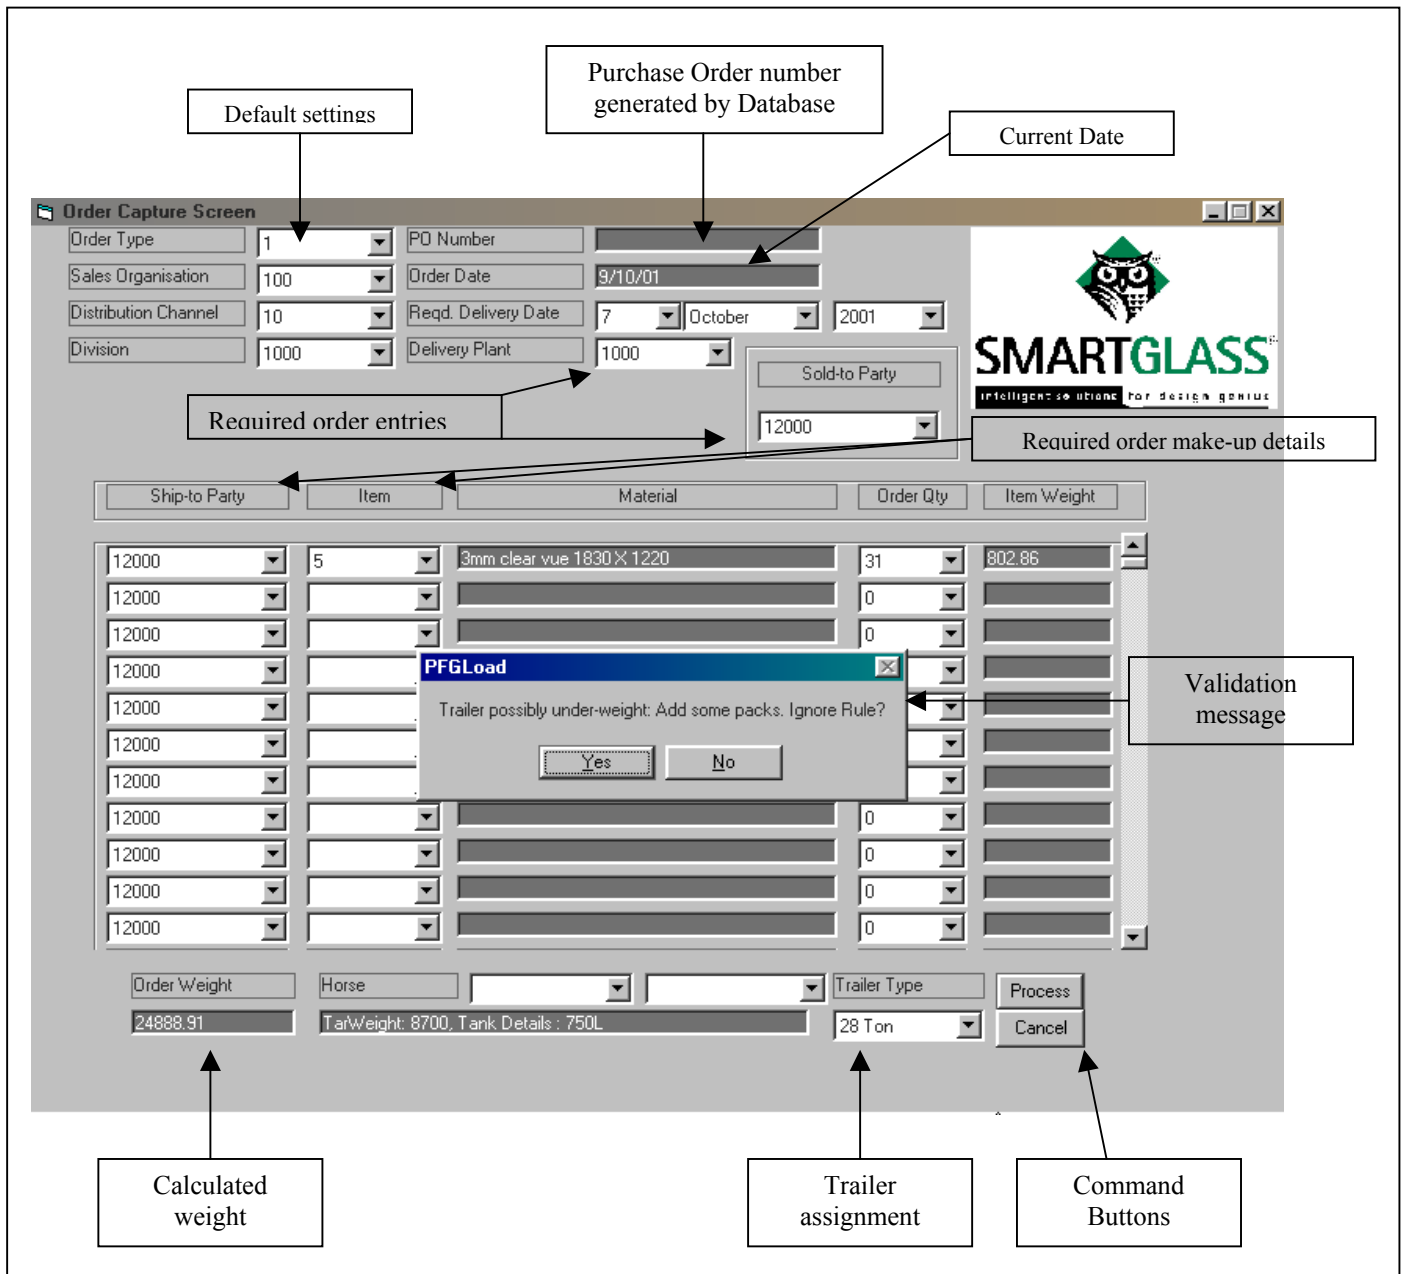 Purchase Order number
generated by Database
Default settings
Current Date
Order Capture Screen
Order Type
1
PO Number
Sales Organisation
100
Order Date
9/10/01
Distribution Channel
10
Reqd. Delivery Date
7
October
2001
Division
1000
Delivery Plant
1000
SMARTGLASS
intelligent solutions for design genius
Sold-to Party
12000
Required order entries
Required order make-up details
Ship-to Party
Item
Material
Order Qty
Item Weight
12000
5
3mm clear vue 1830 X 1220
31
802.86
12000
0
12000
0
12000
12000
12000
12000
12000
0
12000
0
12000
0
12000
0
PFGLoad
Trailer possibly under-weight: Add some packs. Ignore Rule?
Yes
No
Validation
message
Order Weight
Horse
Trailer Type
Process
24888.91
TarWeight: 8700, Tank Details : 750L
28 Ton
Cancel
Calculated
weight
Trailer
assignment
Command
Buttons